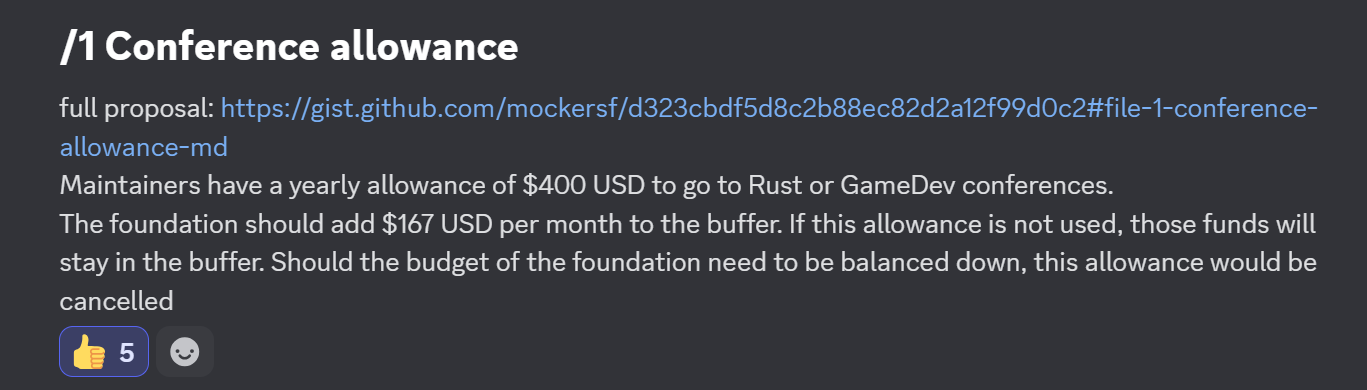 /1 Conference allowance
full proposal: https://gist.github.com/mockersf/d323cbdf5d8c2b88ec82d2a12f99d0c2#file-1-conference-
allowance-md
Maintainers have a yearly allowance of $400 USD to go to Rust or GameDev conferences.
The foundation should add $167 USD per month to the buffer. If this allowance is not used, those funds will
stay in the buffer. Should the budget of the foundation need to be balanced down, this allowance would be
cancelled
5